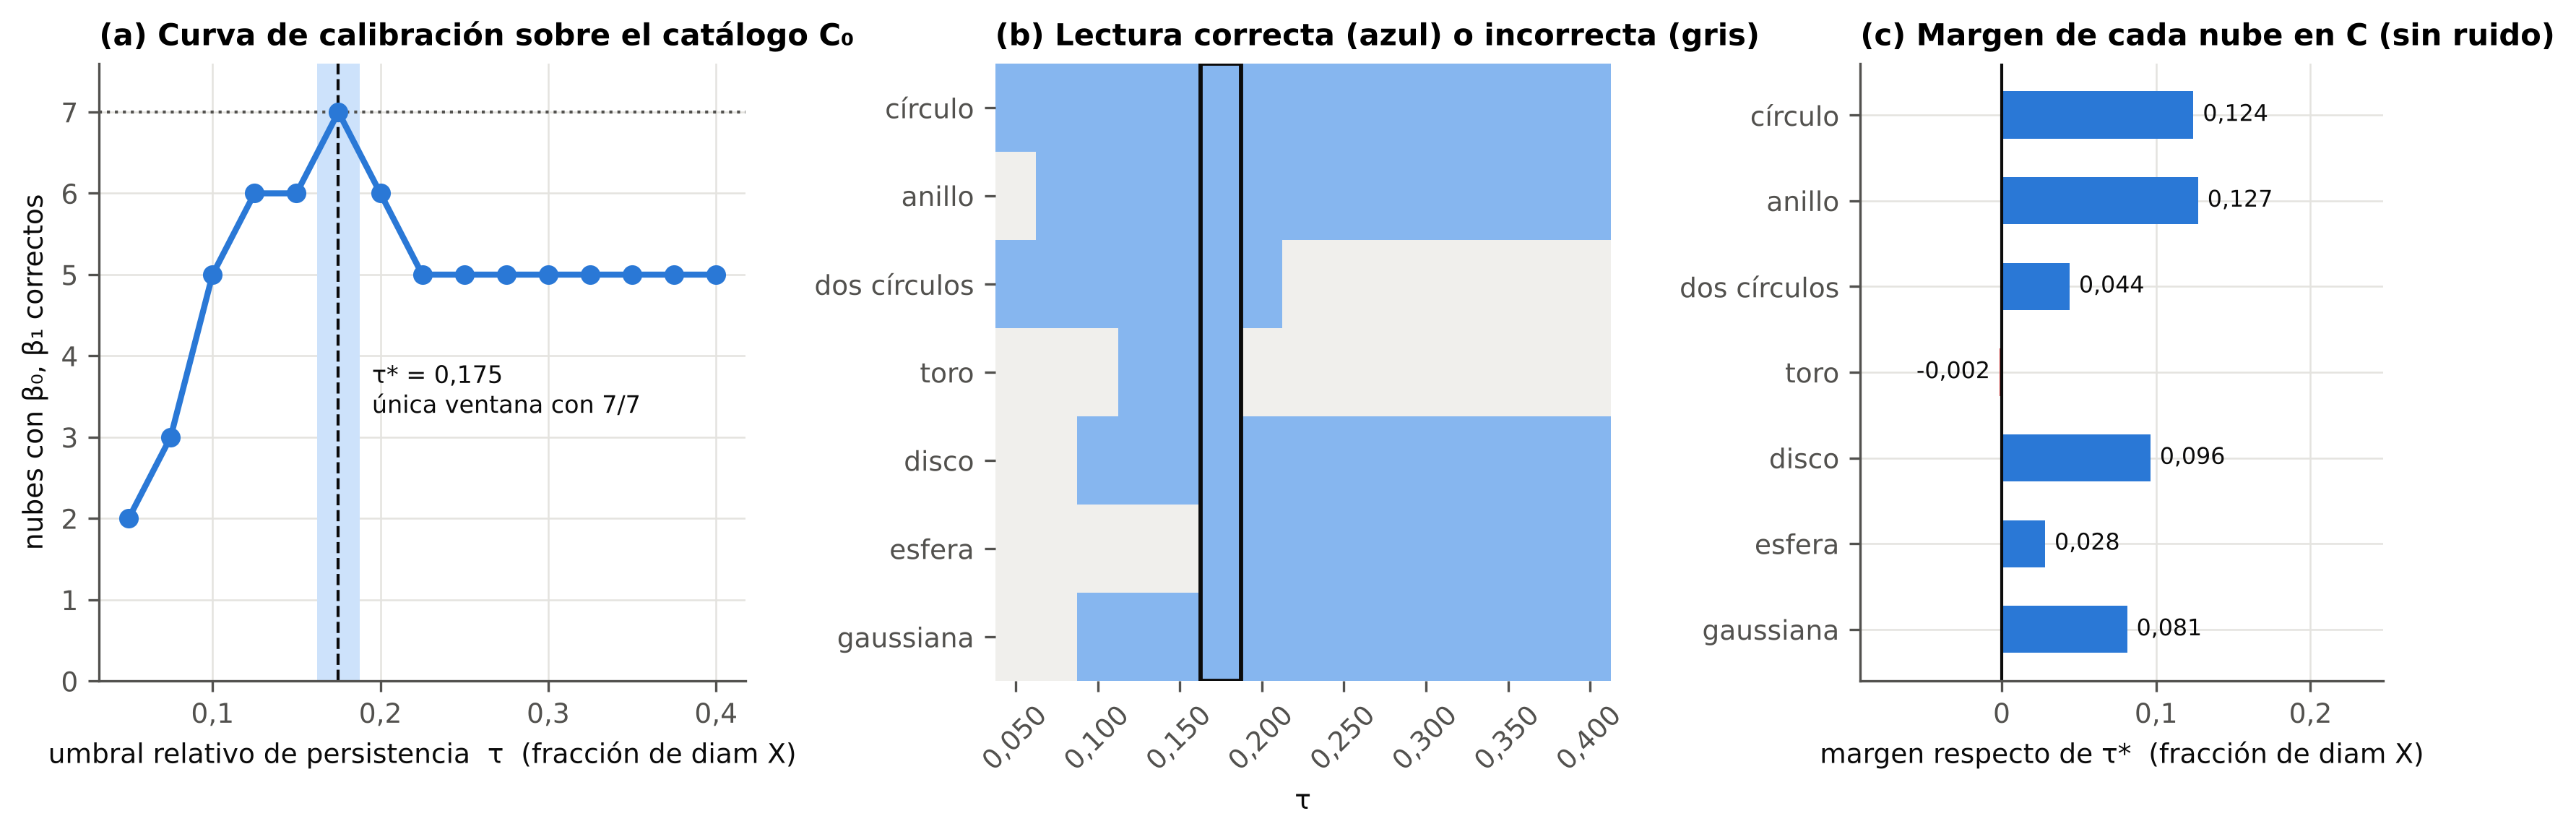 (a) Curva de calibración sobre el catálogo C₀
nubes con β₀, β₁ correctos
7
6
5
4
3
2
1
0
τ* = 0,175
única ventana con 7/7
0,1
0,2
0,3
0,4
umbral relativo de persistencia τ (fracción de diam X)
(b) Lectura correcta (azul) o incorrecta (gris)
círculo
anillo
dos círculos
toro
disco
esfera
gaussiana
0,050
0,100
0,150
0,200
0,250
0,300
0,350
0,400
τ
(c) Margen de cada nube en C (sin ruido)
círculo
0,124
anillo
0,127
dos círculos
0,044
toro
-0,002
disco
0,096
esfera
0,028
gaussiana
0,081
0
0,1
0,2
margen respecto de τ* (fracción de diam X)